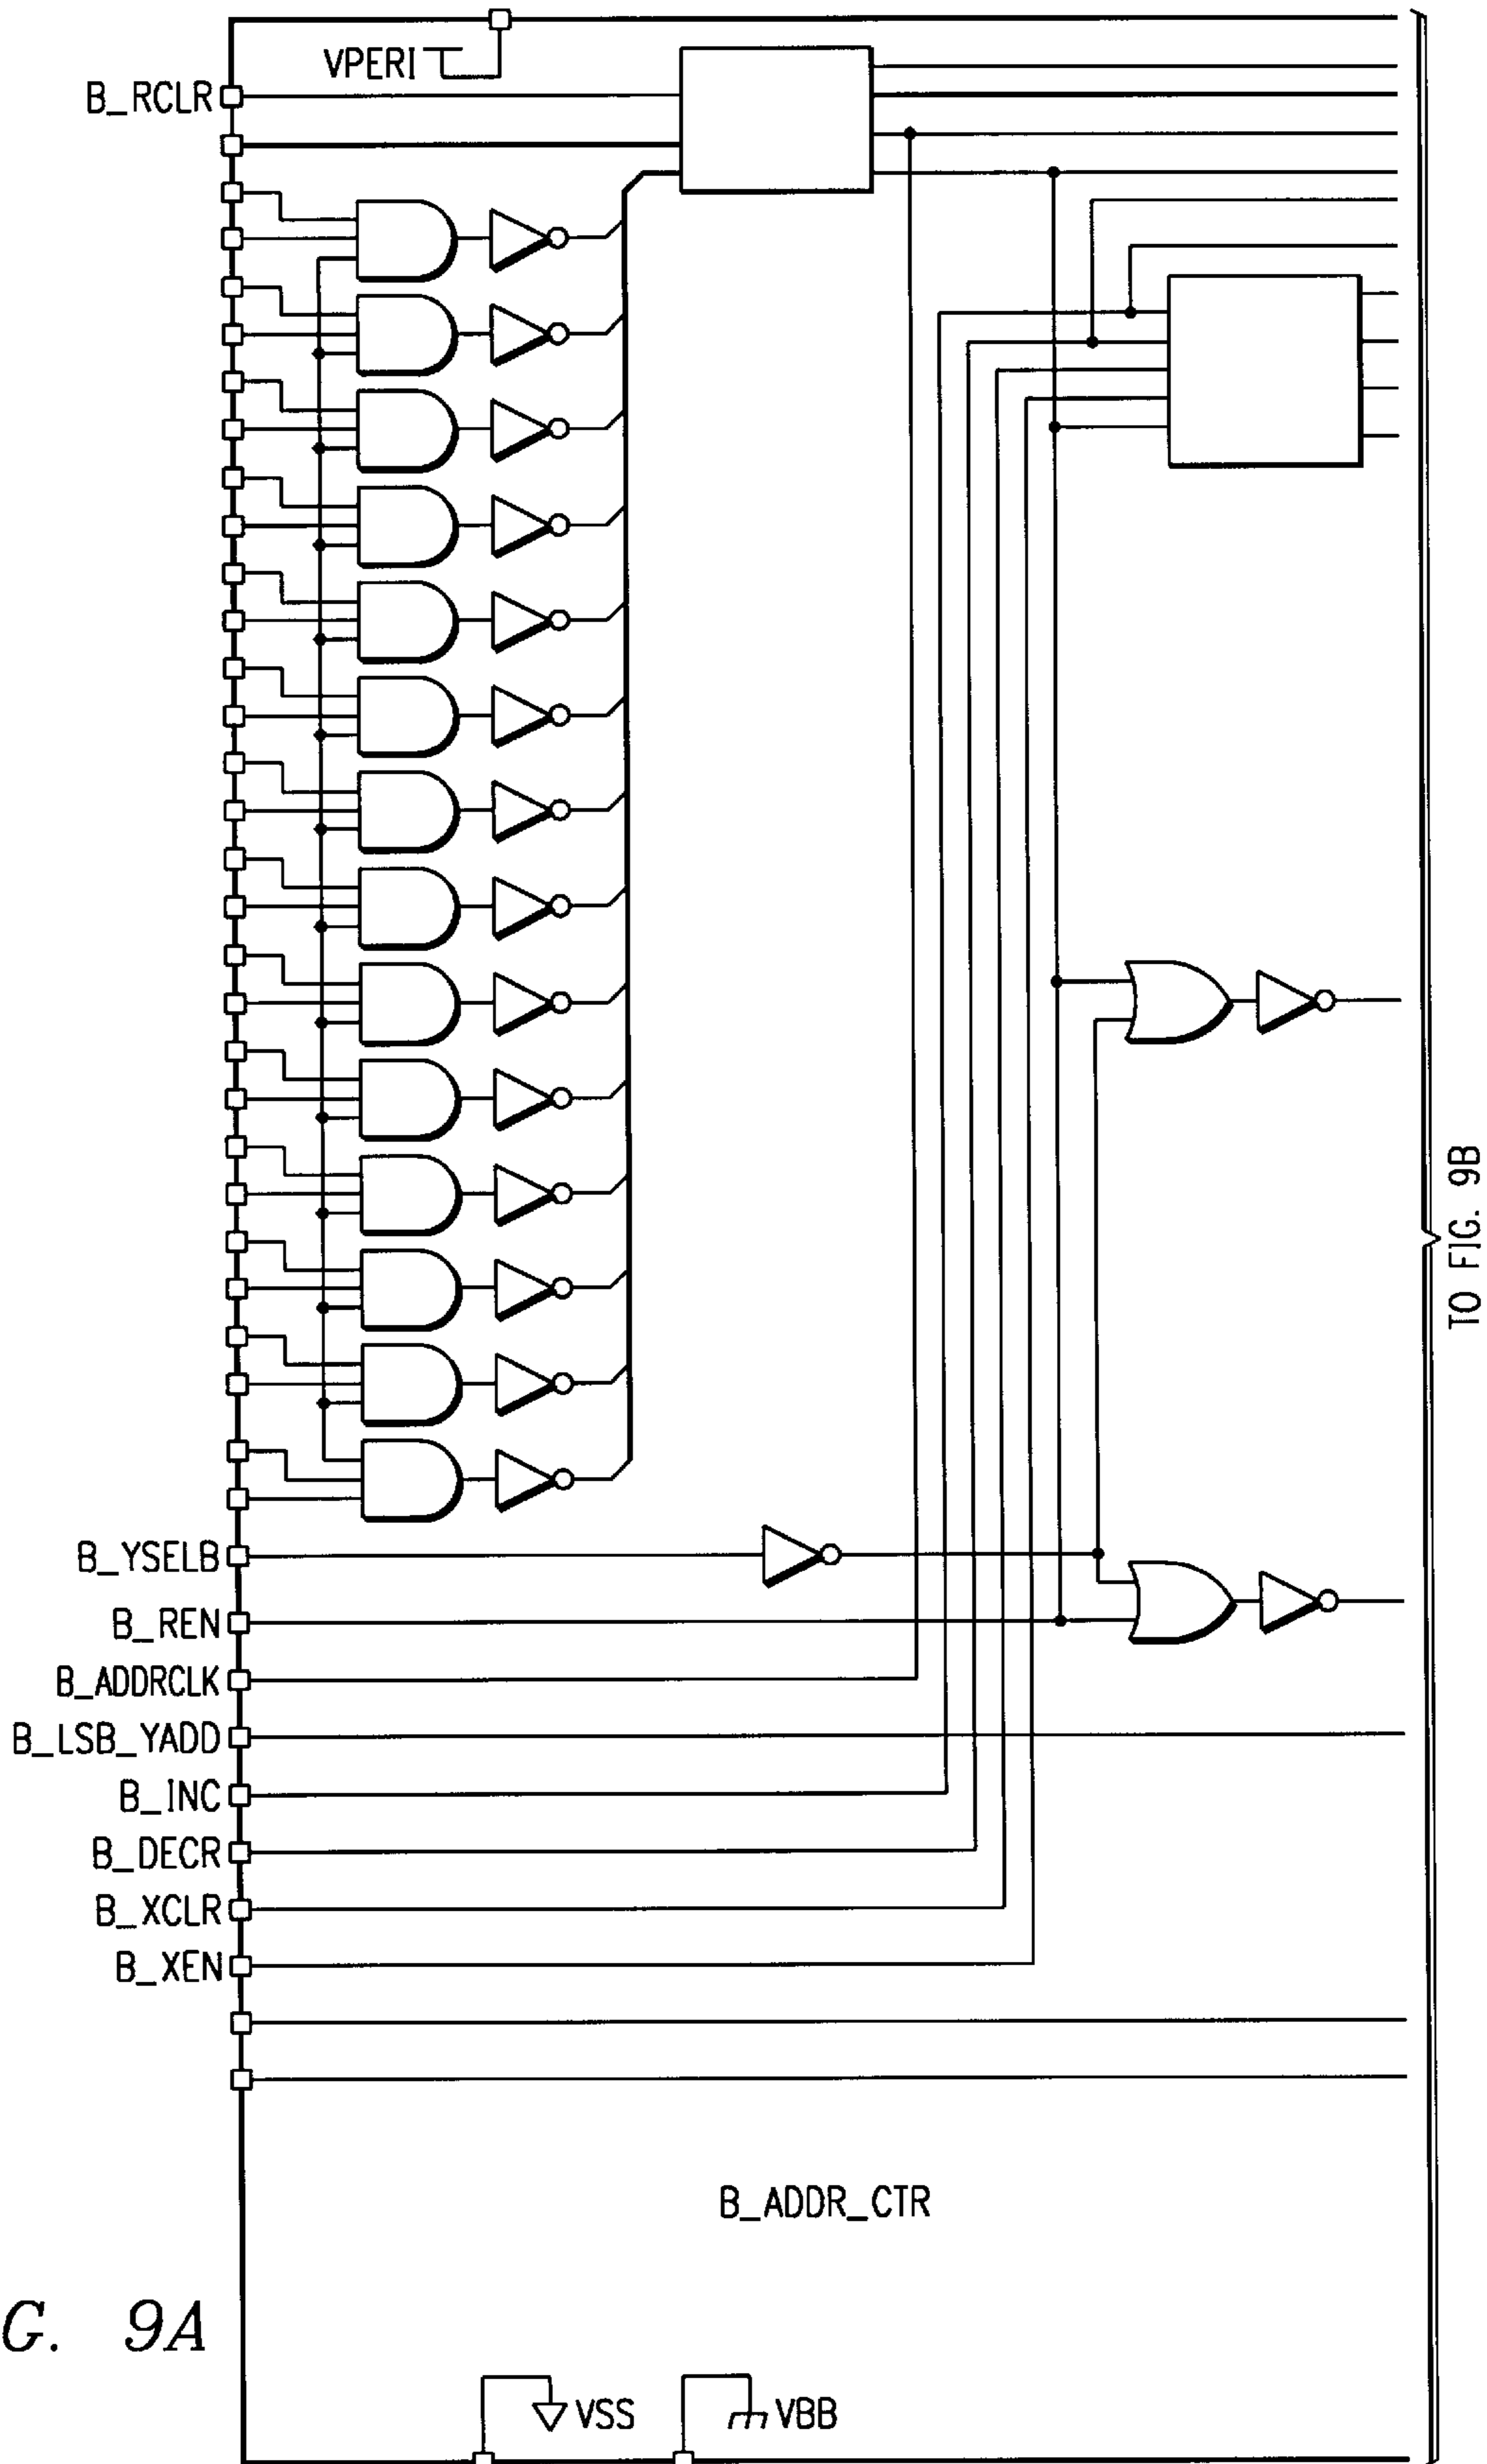 VPERI
B_RCLR
B_YSELB
B_REN
B_ADDRCLK
B_LSB_YADD
B_INC
B_DECR
B_XCLR
B_XEN
B_ADDR_CTR
TO FIG. 9B
G. 9A
VSS
VBB